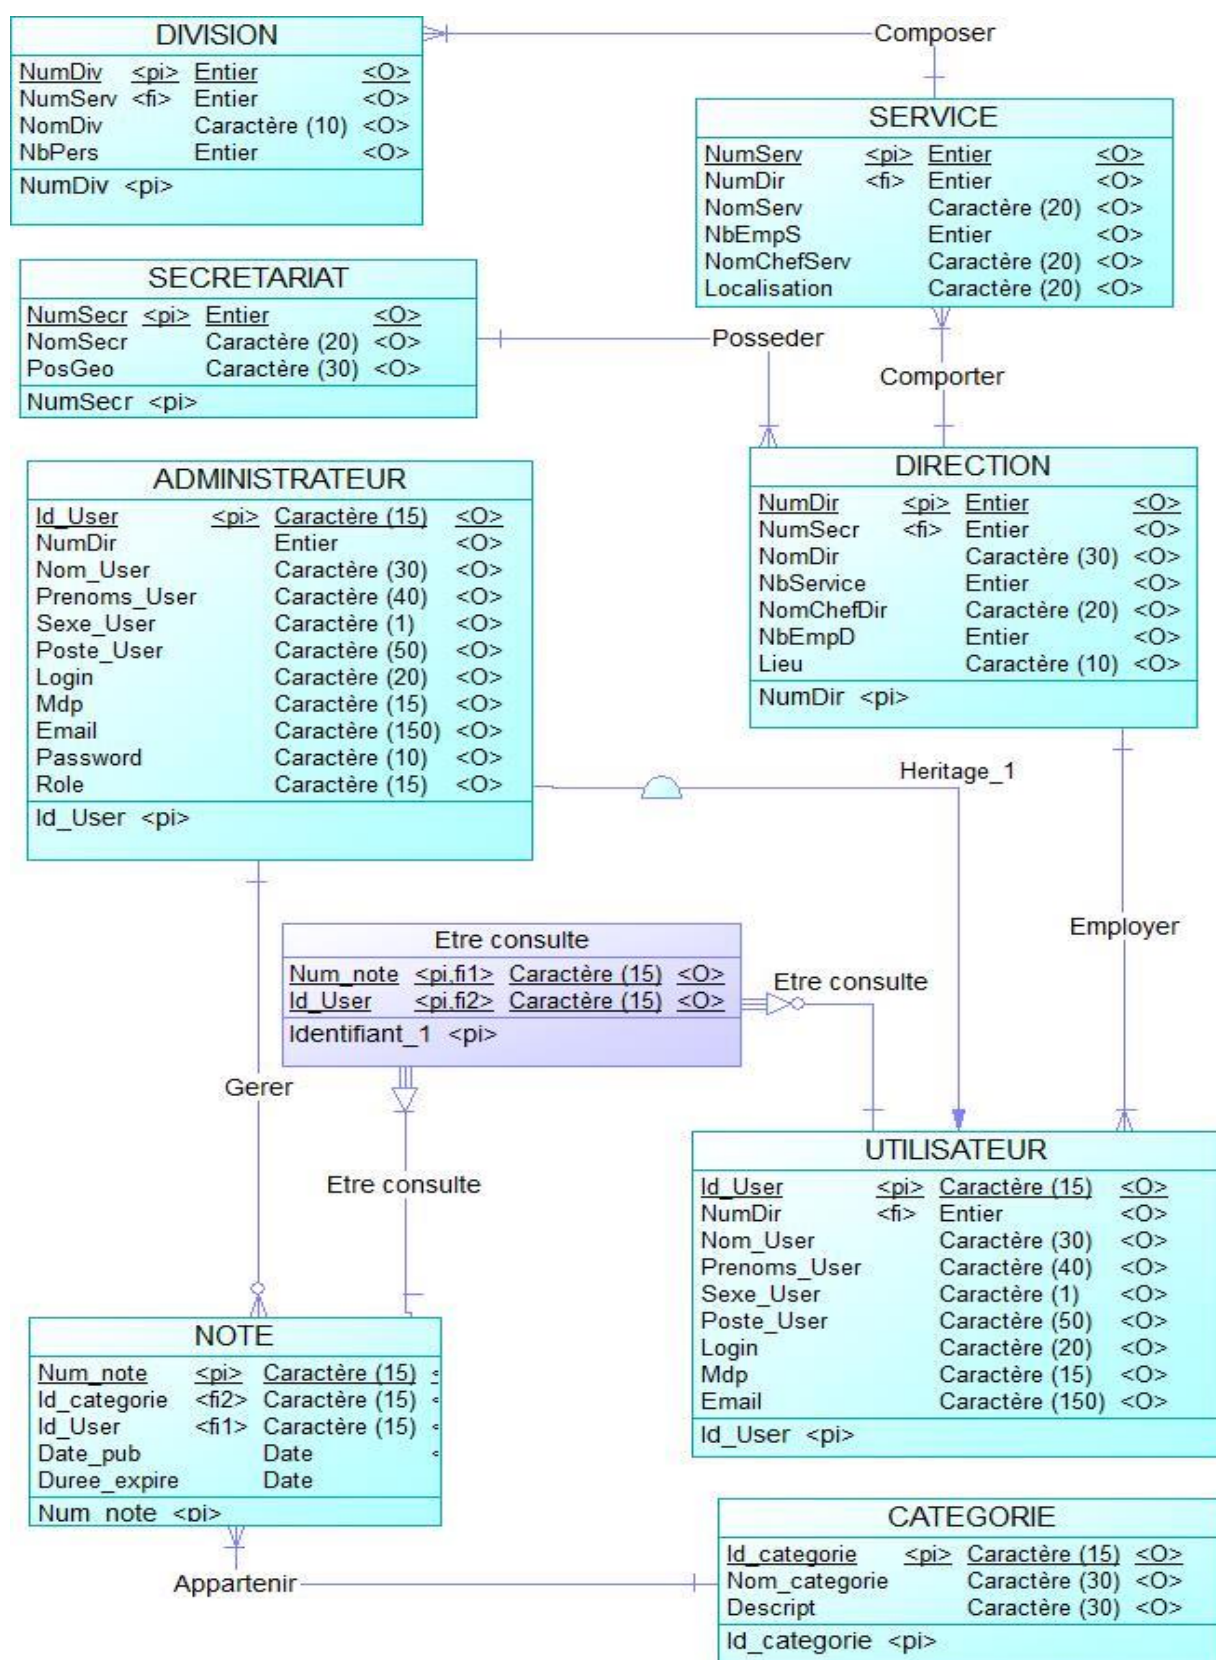 DIVISION
NumDiv <pi> Entier <O>
NumServ <fi> Entier <O>
NomDiv Caractère (10) <O>
NbPers Entier <O>
NumDiv <pi>
Composer
SERVICE
NumServ <pi> Entier <O>
NumDir <fi> Entier <O>
NomServ Caractère (20) <O>
NbEmpS Entier <O>
NomChefServ Caractère (20) <O>
Localisation Caractère (20) <O>
SECRETARIAT
NumSecr <pi> Entier <O>
NomSecr Caractère (20) <O>
PosGeo Caractère (30) <O>
NumSecr <pi>
Posseder
Comporter
DIRECTION
NumDir <pi> Entier <O>
NumSecr <fi> Entier <O>
NomDir Caractère (30) <O>
NbService Entier <O>
NomChefDir Caractère (20) <O>
NbEmpD Entier <O>
Lieu Caractère (10) <O>
NumDir <pi>
ADMINISTRATEUR
Id_User <pi> Caractère (15) <O>
NumDir Entier <O>
Nom_User Caractère (30) <O>
Prenoms_User Caractère (40) <O>
Sexe_User Caractère (1) <O>
Poste_User Caractère (50) <O>
Login Caractère (20) <O>
Mdp Caractère (15) <O>
Email Caractère (150) <O>
Password Caractère (10) <O>
Role Caractère (15) <O>
Id_User <pi>
Heritage_1
Employer
Etre consulte
Num_note <pi,fi1> Caractère (15) <O>
Id_User <pi,fi2> Caractère (15) <O>
Identifiant_1 <pi>
Etre consulte
Gerer
Etre consulte
UTILISATEUR
Id_User <pi> Caractère (15) <O>
NumDir <fi> Entier <O>
Nom_User Caractère (30) <O>
Prenoms_User Caractère (40) <O>
Sexe_User Caractère (1) <O>
Poste_User Caractère (50) <O>
Login Caractère (20) <O>
Mdp Caractère (15) <O>
Email Caractère (150) <O>
Id_User <pi>
NOTE
Num_note <pi> Caractère (15)
Id_categorie <fi2> Caractère (15)
Id_User <fi1> Caractère (15)
Date_pub Date
Duree_expire Date
Num_note <pi>
Appartenir
CATEGORIE
Id_categorie <pi> Caractère (15) <O>
Nom_categorie Caractère (30) <O>
Descript Caractère (30) <O>
Id_categorie <pi>